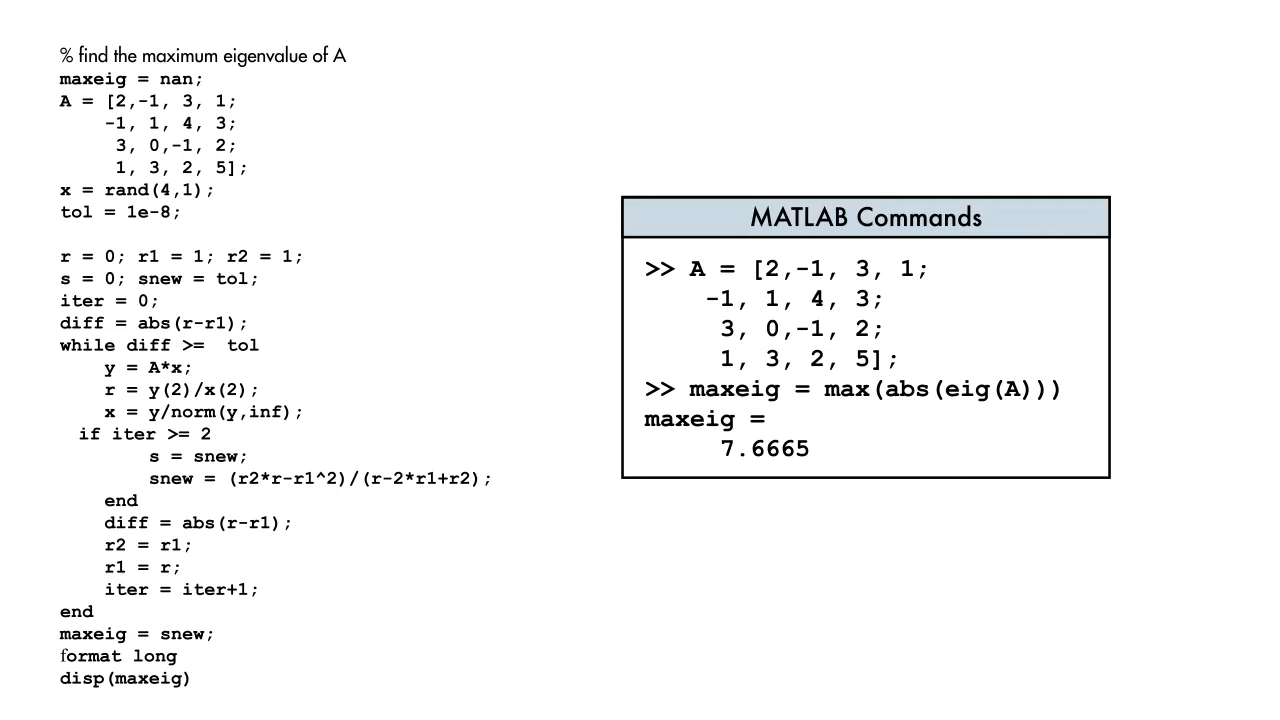 % find the maximum eigenvalue of A
maxeig = nan;
A = [2,-1, 3, 1;
-1, 1, 4, 3;
3, 0,-1, 2;
1, 3, 2, 5];
x = rand(4,1);
tol = 1e-8;
r = 0; r1 = 1; r2 = 1;
s = 0; snew = tol;
iter = 0;
diff = abs(r-r1);
while diff >=  tol
y = A*x;
r = y(2)/x(2);
x = y/norm(y,inf);
if iter >= 2
s = snew;
snew = (r2*r-r1^2)/(r-2*r1+r2);
end
diff = abs(r-r1);
r2 = r1;
r1 = r;
iter = iter+1;
end
maxeig = snew;
format long
disp(maxeig)
MATLAB Commands
>> A = [2,-1, 3, 1;
-1, 1, 4, 3;
3, 0,-1, 2;
1, 3, 2, 5];
>> maxeig = max(abs(eig(A)))
maxeig =
7.6665